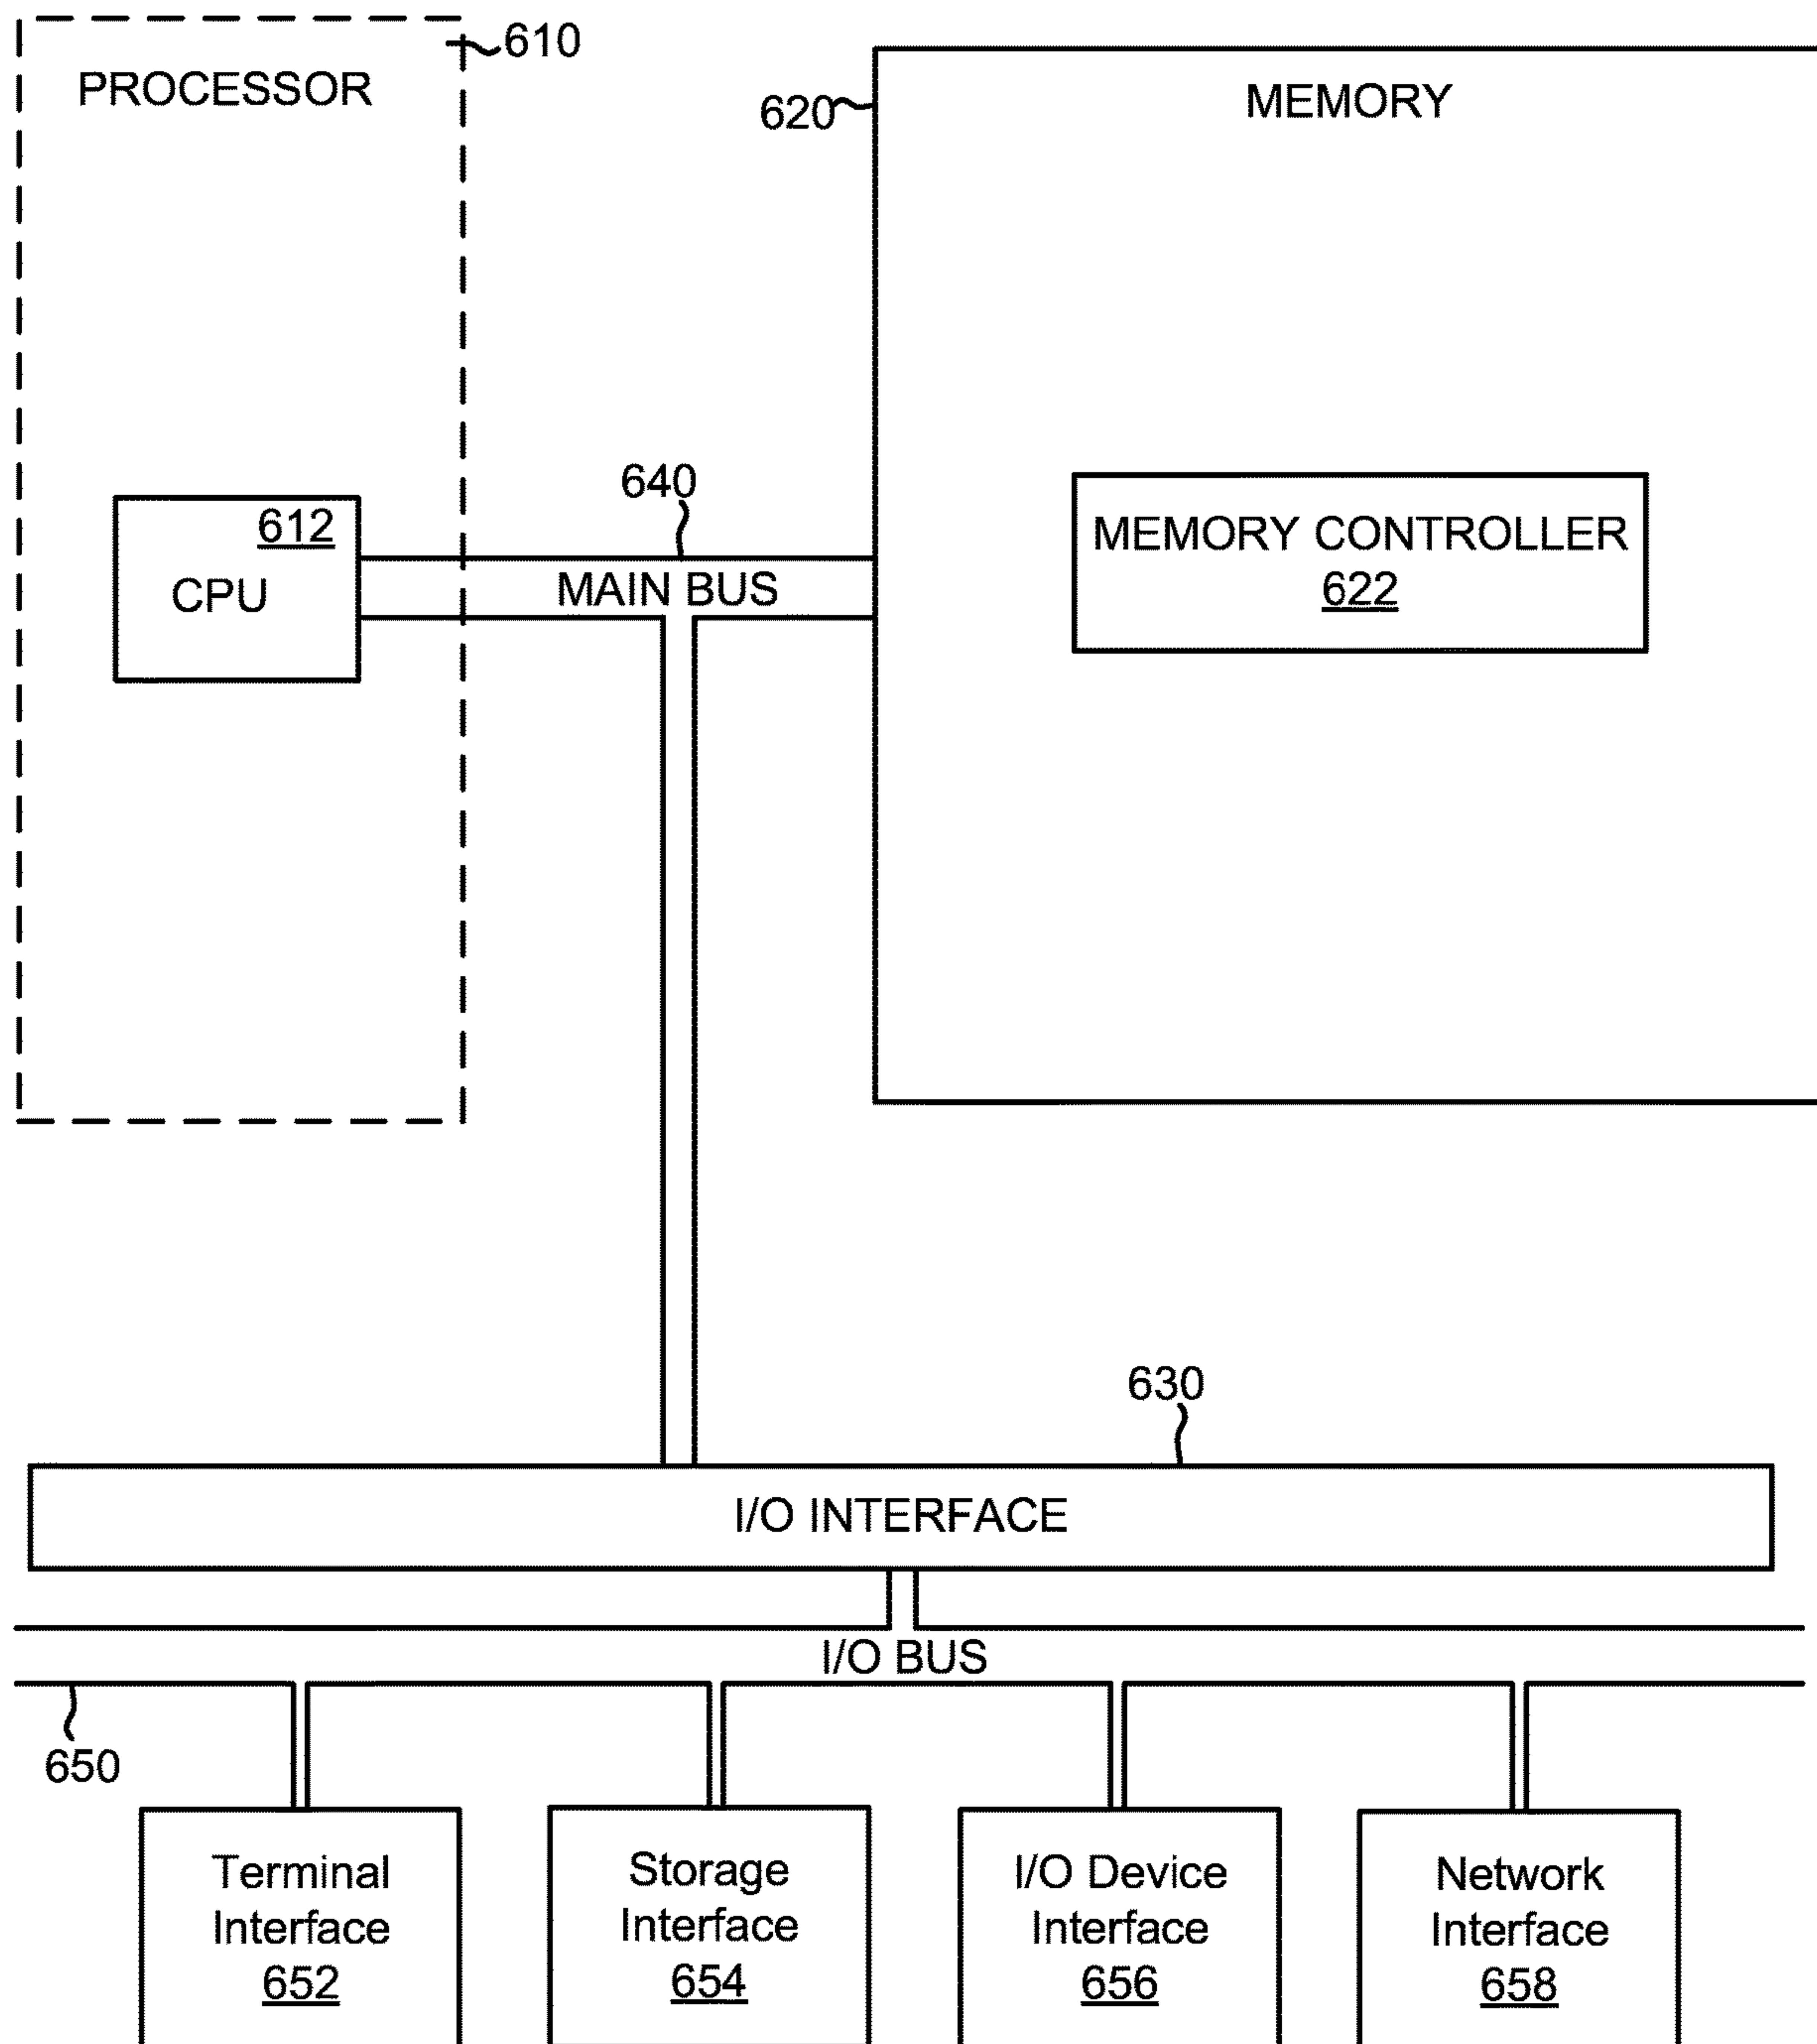 610
PROCESSOR
620
MEMORY
640
612
CPU
MAIN BUS
MEMORY CONTROLLER
622
630
I/O INTERFACE
I/O BUS
650
Terminal
Interface
652
Storage
Interface
654
I/O Device
Interface
656
Network
Interface
658